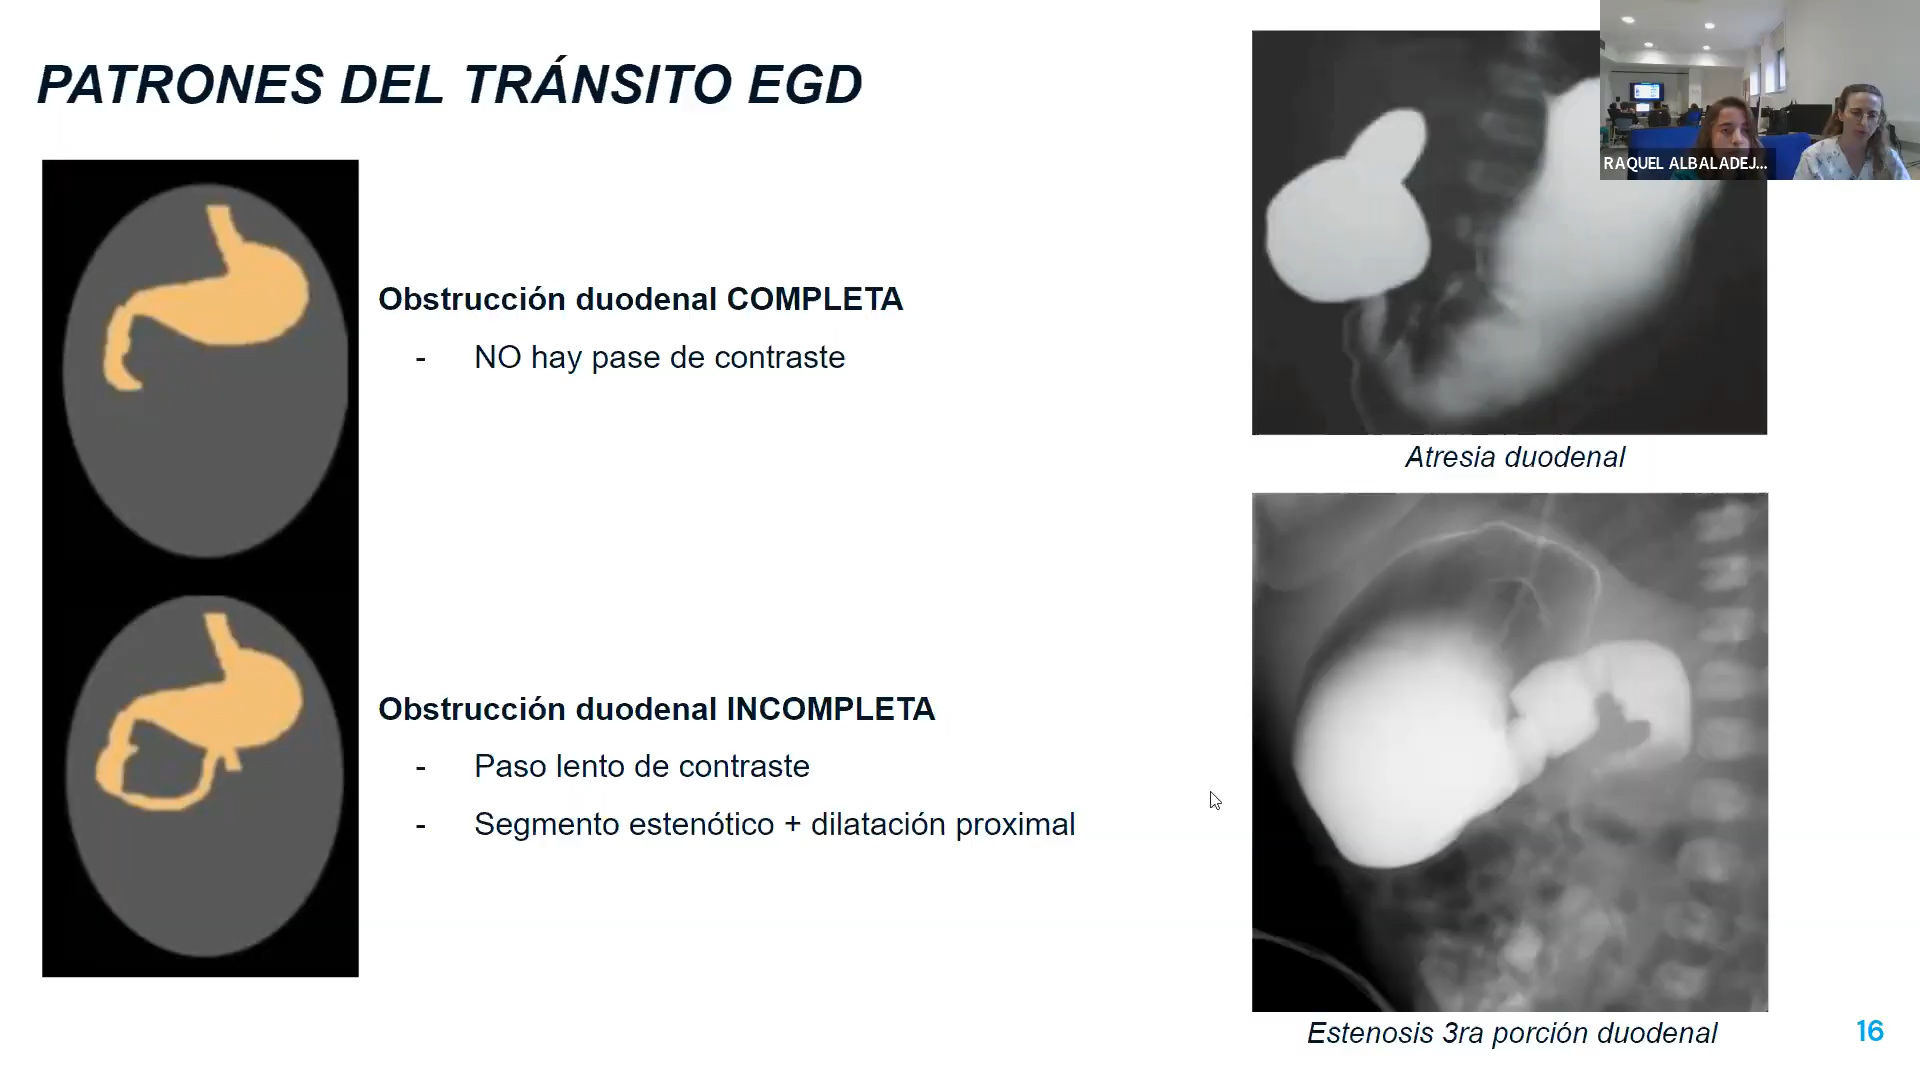 PATRONES DEL TRÁNSITO EGD
RAQUEL ALBALADEJ...
Obstrucción duodenal COMPLETA
- NO hay pase de contraste
Atresia duodenal
Obstrucción duodenal INCOMPLETA
- Paso lento de contraste
- Segmento estenótico + dilatación proximal
Estenosis 3ra porción duodenal
16